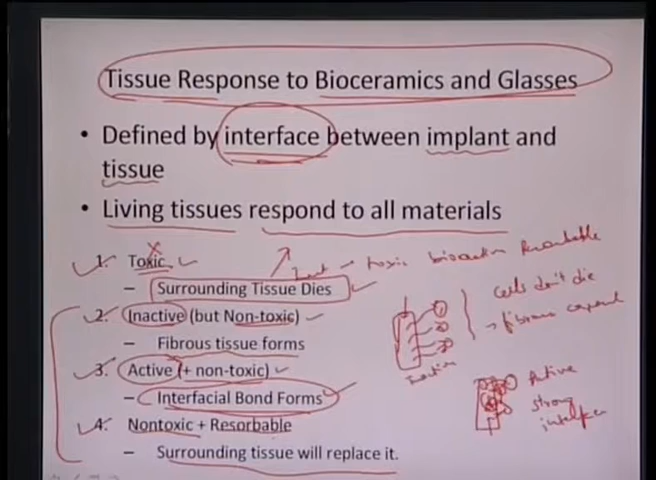 Tissue Response to Bioceramics and Glasses
• Defined by interface between implant and
tissue
• Living tissues respond to all materials
1. Toxic
– Surrounding Tissue Dies
2. Inactive (but Non-toxic)
– Fibrous tissue forms
3. Active (+ non-toxic)
– Interfacial Bond Forms
4. Nontoxic + Resorbable
– Surrounding tissue will replace it.
toxic bioactive
Cells don't die
→ fibrous
Active
strong